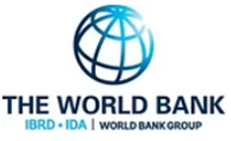 THE WORLD BANK
IBRD • IDA | WORLD BANK GROUP